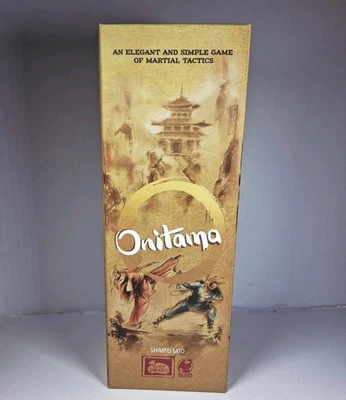 AN ELEGANT AND SIMPLE GAME
OF MARTIAL TACTICS
Onitama
SHIMPEI SATO